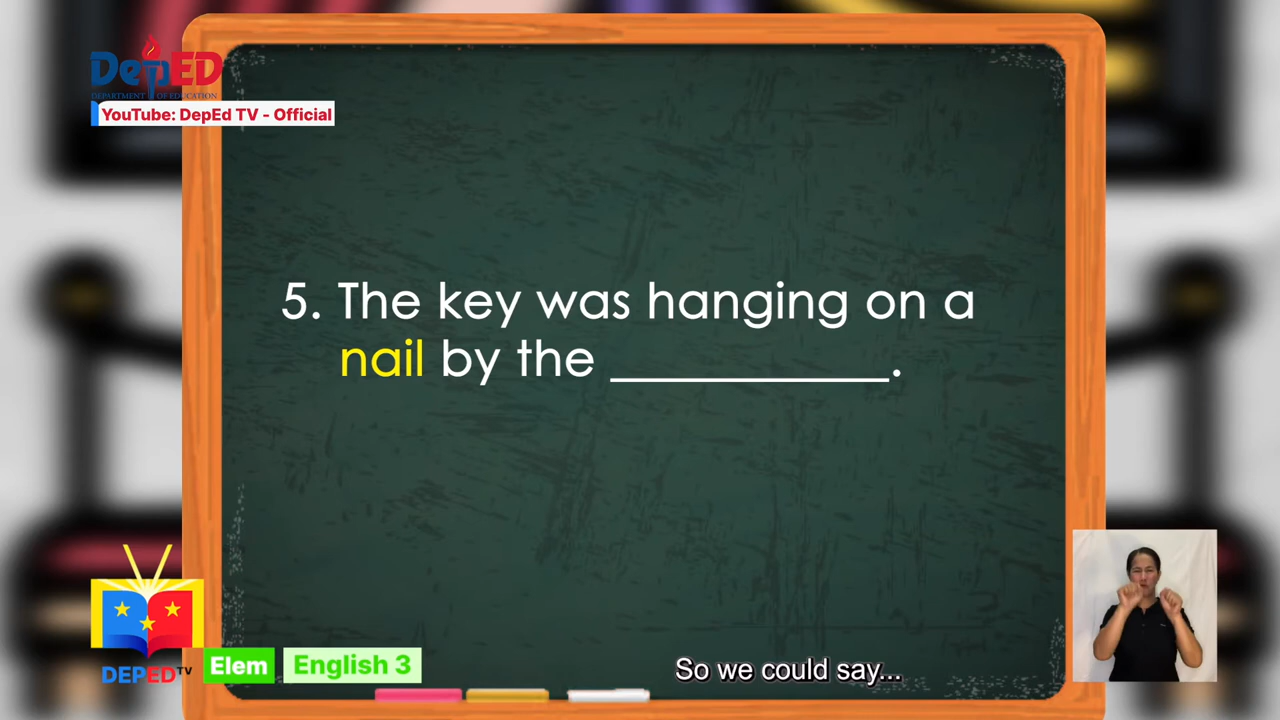 DepED
DEPARTMENT OF EDUCATION
YouTube: DepEd TV - Official
5. The key was hanging on a
nail by the ___________.
DEPED TV
Elem
English 3
So we could say...